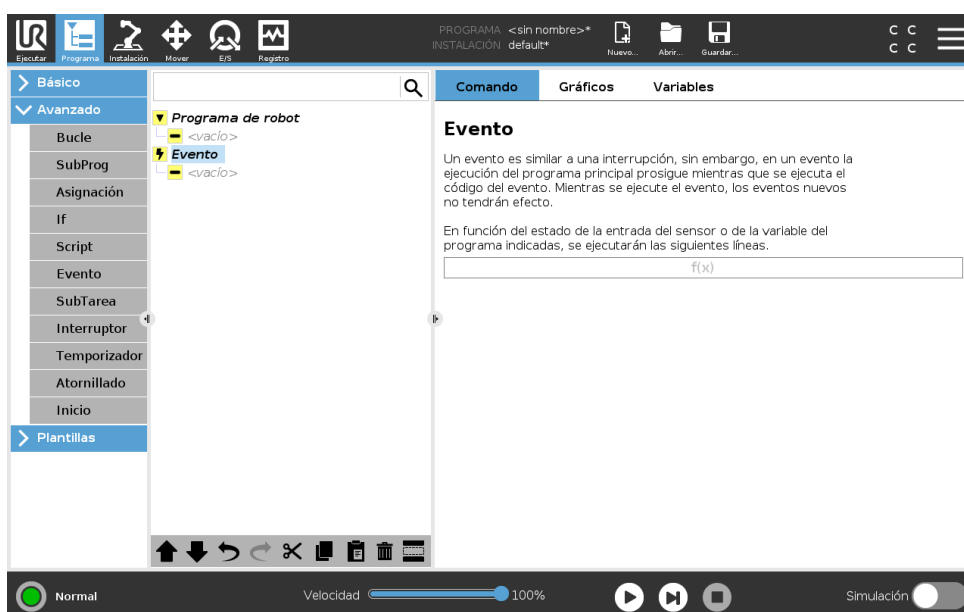 UR
PROGRAMA <sin nombre>*
INSTALACIÓN default*
Ejecutar Programa Instalación Mover E/S Registro
Nuevo... Abrir... Guardar...
C C
C C
Básico
Avanzado
Bucle
SubProg
Asignación
If
Script
Evento
SubTarea
Interruptor
Temporizador
Atornillado
Inicio
Plantillas
Programa de robot
<vacío>
Evento
<vacío>
Comando Gráficos Variables
Evento
Un evento es similar a una interrupción, sin embargo, en un evento la
ejecución del programa principal prosigue mientras que se ejecuta el
código del evento. Mientras se ejecute el evento, los eventos nuevos
no tendrán efecto.
En función del estado de la entrada del sensor o de la variable del
programa indicadas, se ejecutarán las siguientes líneas.
f(x)
Normal
Velocidad 100%
Simulación